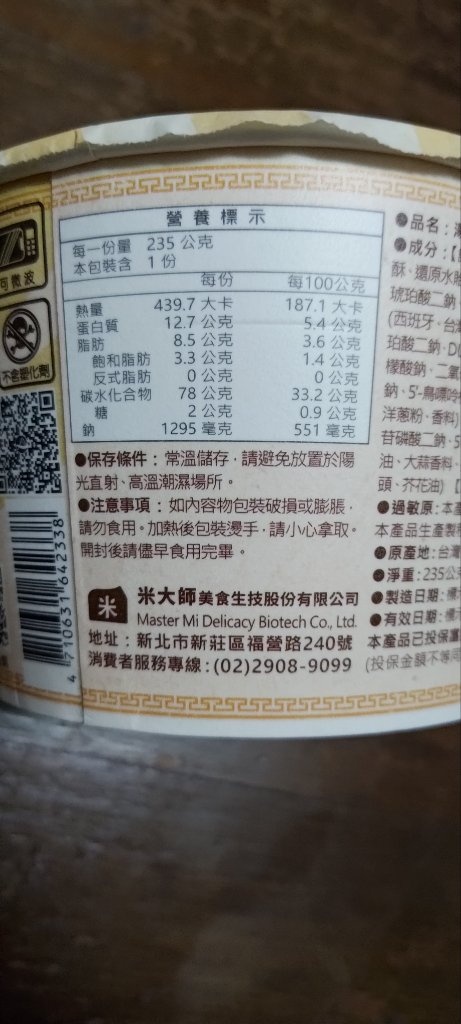 營養標示
每一份量 235 公克
本包裝含 1 份
每份 每100公克
熱量 439.7 大卡 187.1 大卡
蛋白質 12.7 公克 5.4 公克
脂肪 8.5 公克 3.6 公克
飽和脂肪 3.3 公克 1.4 公克
反式脂肪 0 公克 0 公克
碳水化合物 78 公克 33.2 公克
糖 2 公克 0.9 公克
鈉 1295 毫克 551 毫克
●保存條件：常溫儲存，請避免放置於陽
光直射、高溫潮濕場所。
●注意事項：如內容物包裝破損或膨脹，
請勿食用。加熱後包裝燙手，請小心拿取。
開封後請儘早食用完畢。
米
米大師美食生技股份有限公司
Master Mi Delicacy Biotech Co., Ltd.
地址：新北市新莊區福營路240號
消費者服務專線：(02)2908-9099
可微波
不含塑化劑
4710631642338
●品名：
●成分：【
酥、還原水
琥珀酸二鈉
(西班牙、台
珀酸二鈉、D
檬酸鈉、二氧
鈉、5'-鳥嘌呤
洋蔥粉、香料)
苷磷酸二鈉、5
油、大蒜香料、
頭、芥花油)【
●過敏原：本產
本產品生產製
●原產地：台灣
●淨重：235公
●製造日期：標
●有效日期：標
本產品已投保
(投保金額不等同